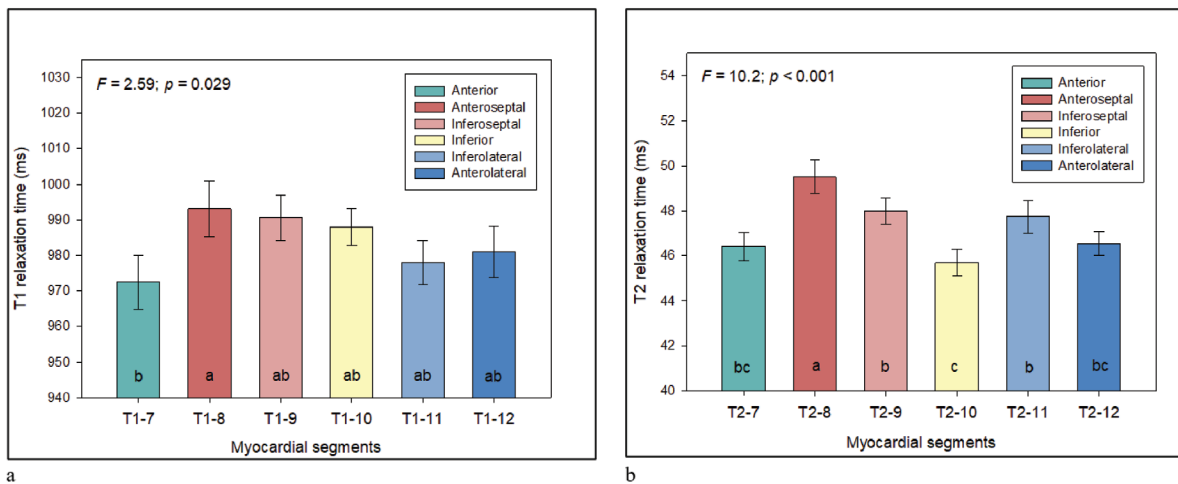 F = 2.59; p = 0.029
Anterior
Anteroseptal
Inferoseptal
Inferior
Inferolateral
Anterolateral
T1 relaxation time (ms)
1030
1020
1010
1000
990
980
970
960
950
940
b
a
ab
ab
ab
ab
T1-7
T1-8
T1-9
T1-10
T1-11
T1-12
Myocardial segments
a
F = 10.2; p < 0.001
Anterior
Anteroseptal
Inferoseptal
Inferior
Inferolateral
Anterolateral
T2 relaxation time (ms)
54
52
50
48
46
44
42
40
bc
a
b
c
b
bc
T2-7
T2-8
T2-9
T2-10
T2-11
T2-12
Myocardial segments
b